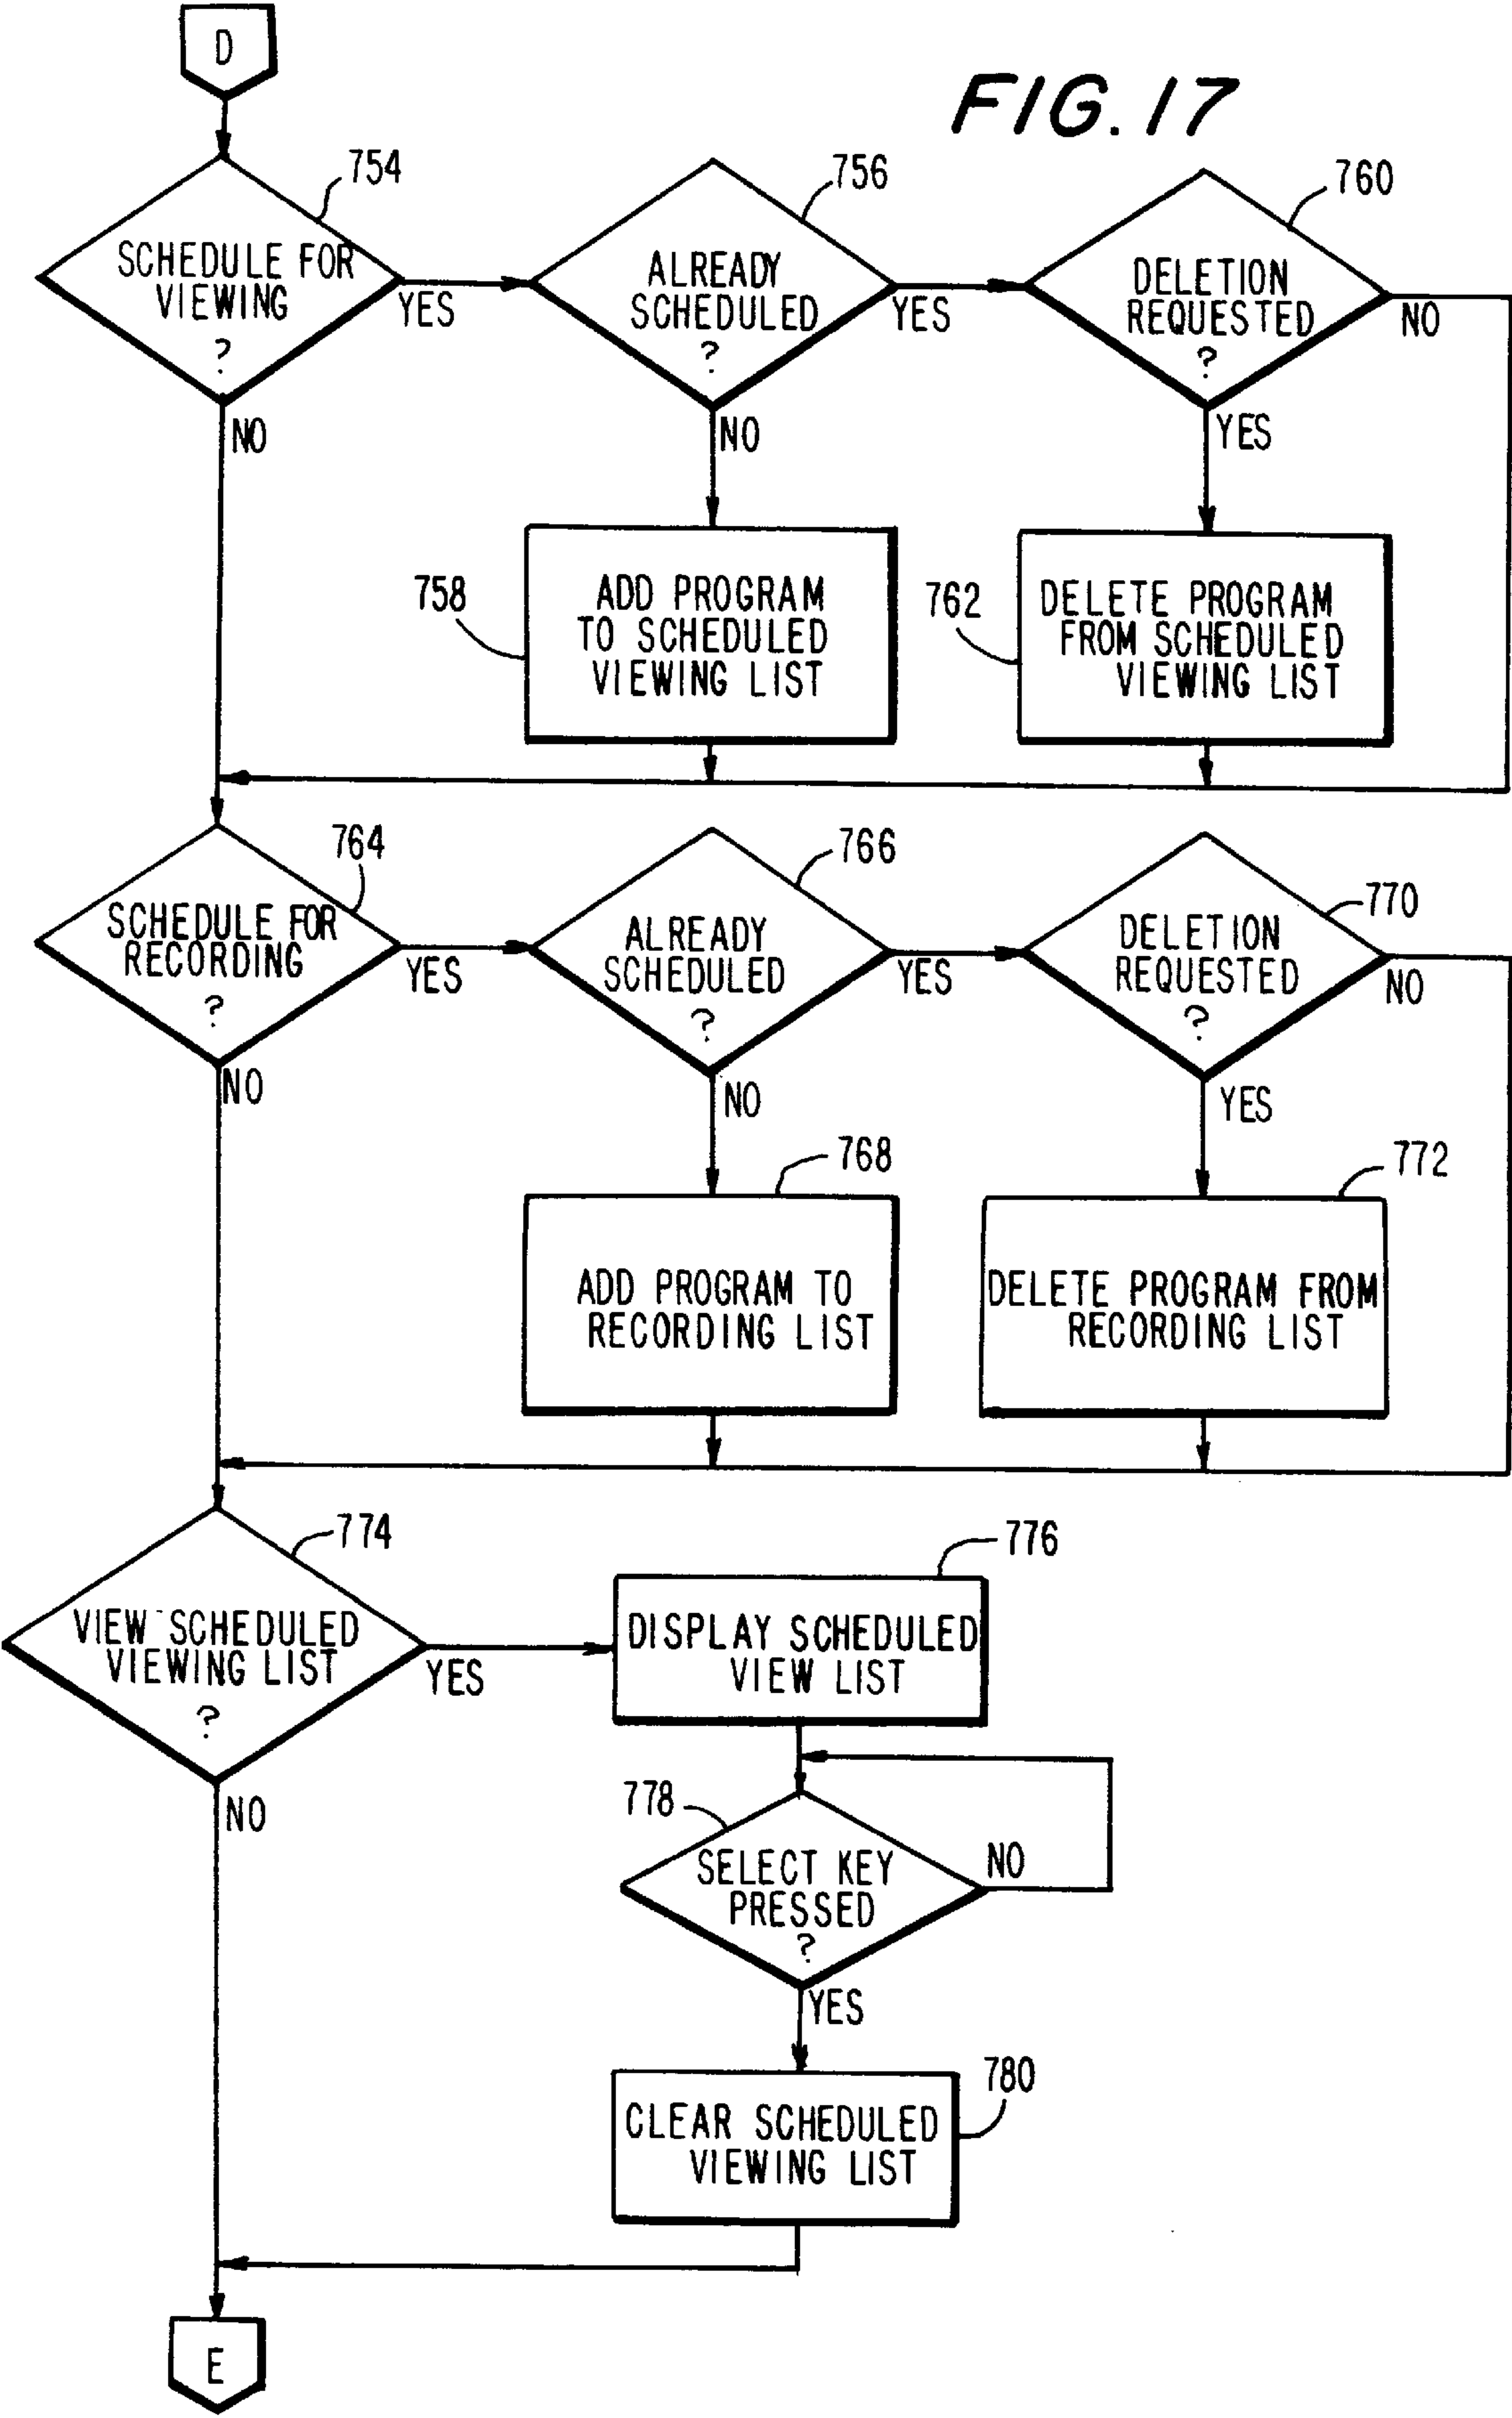 D
FIG. 17
754
SCHEDULE FOR
VIEWING
?
YES
NO
756
ALREADY
SCHEDULED
?
YES
NO
760
DELETION
REQUESTED
?
NO
YES
758
ADD PROGRAM
TO SCHEDULED
VIEWING LIST
762
DELETE PROGRAM
FROM SCHEDULED
VIEWING LIST
764
SCHEDULE FOR
RECORDING
?
YES
NO
766
ALREADY
SCHEDULED
?
YES
NO
770
DELETION
REQUESTED
?
NO
YES
768
ADD PROGRAM TO
RECORDING LIST
772
DELETE PROGRAM FROM
RECORDING LIST
774
VIEW SCHEDULED
VIEWING LIST
?
YES
NO
776
DISPLAY SCHEDULED
VIEW LIST
778
SELECT KEY
PRESSED
?
NO
YES
780
CLEAR SCHEDULED
VIEWING LIST
E